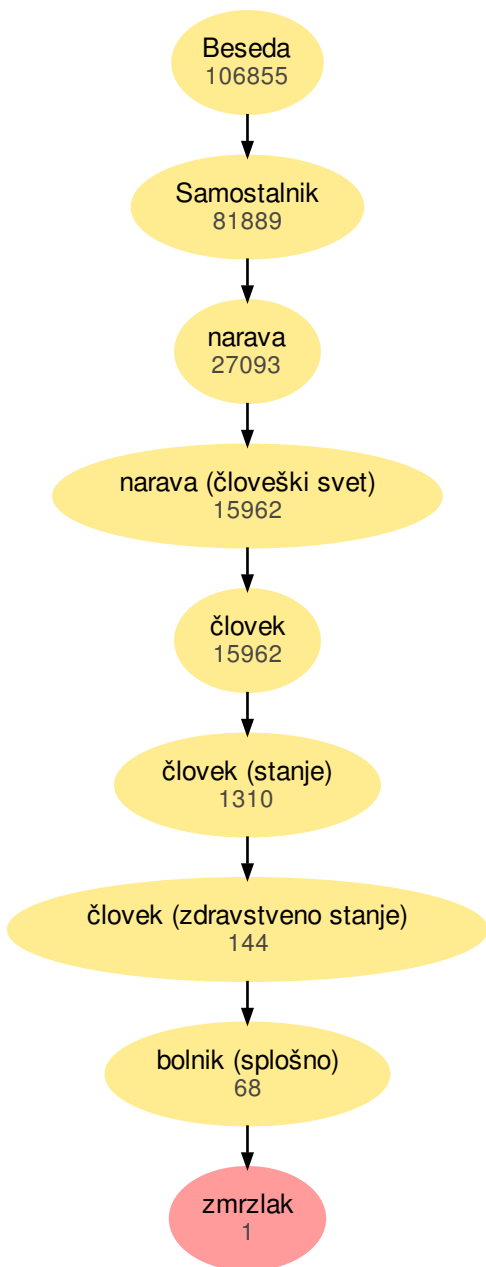 Beseda
106855
Samostalnik
81889
narava
27093
narava (človeški svet)
15962
človek
15962
človek (stanje)
1310
človek (zdravstveno stanje)
144
bolnik (splošno)
68
zmrzlak
1